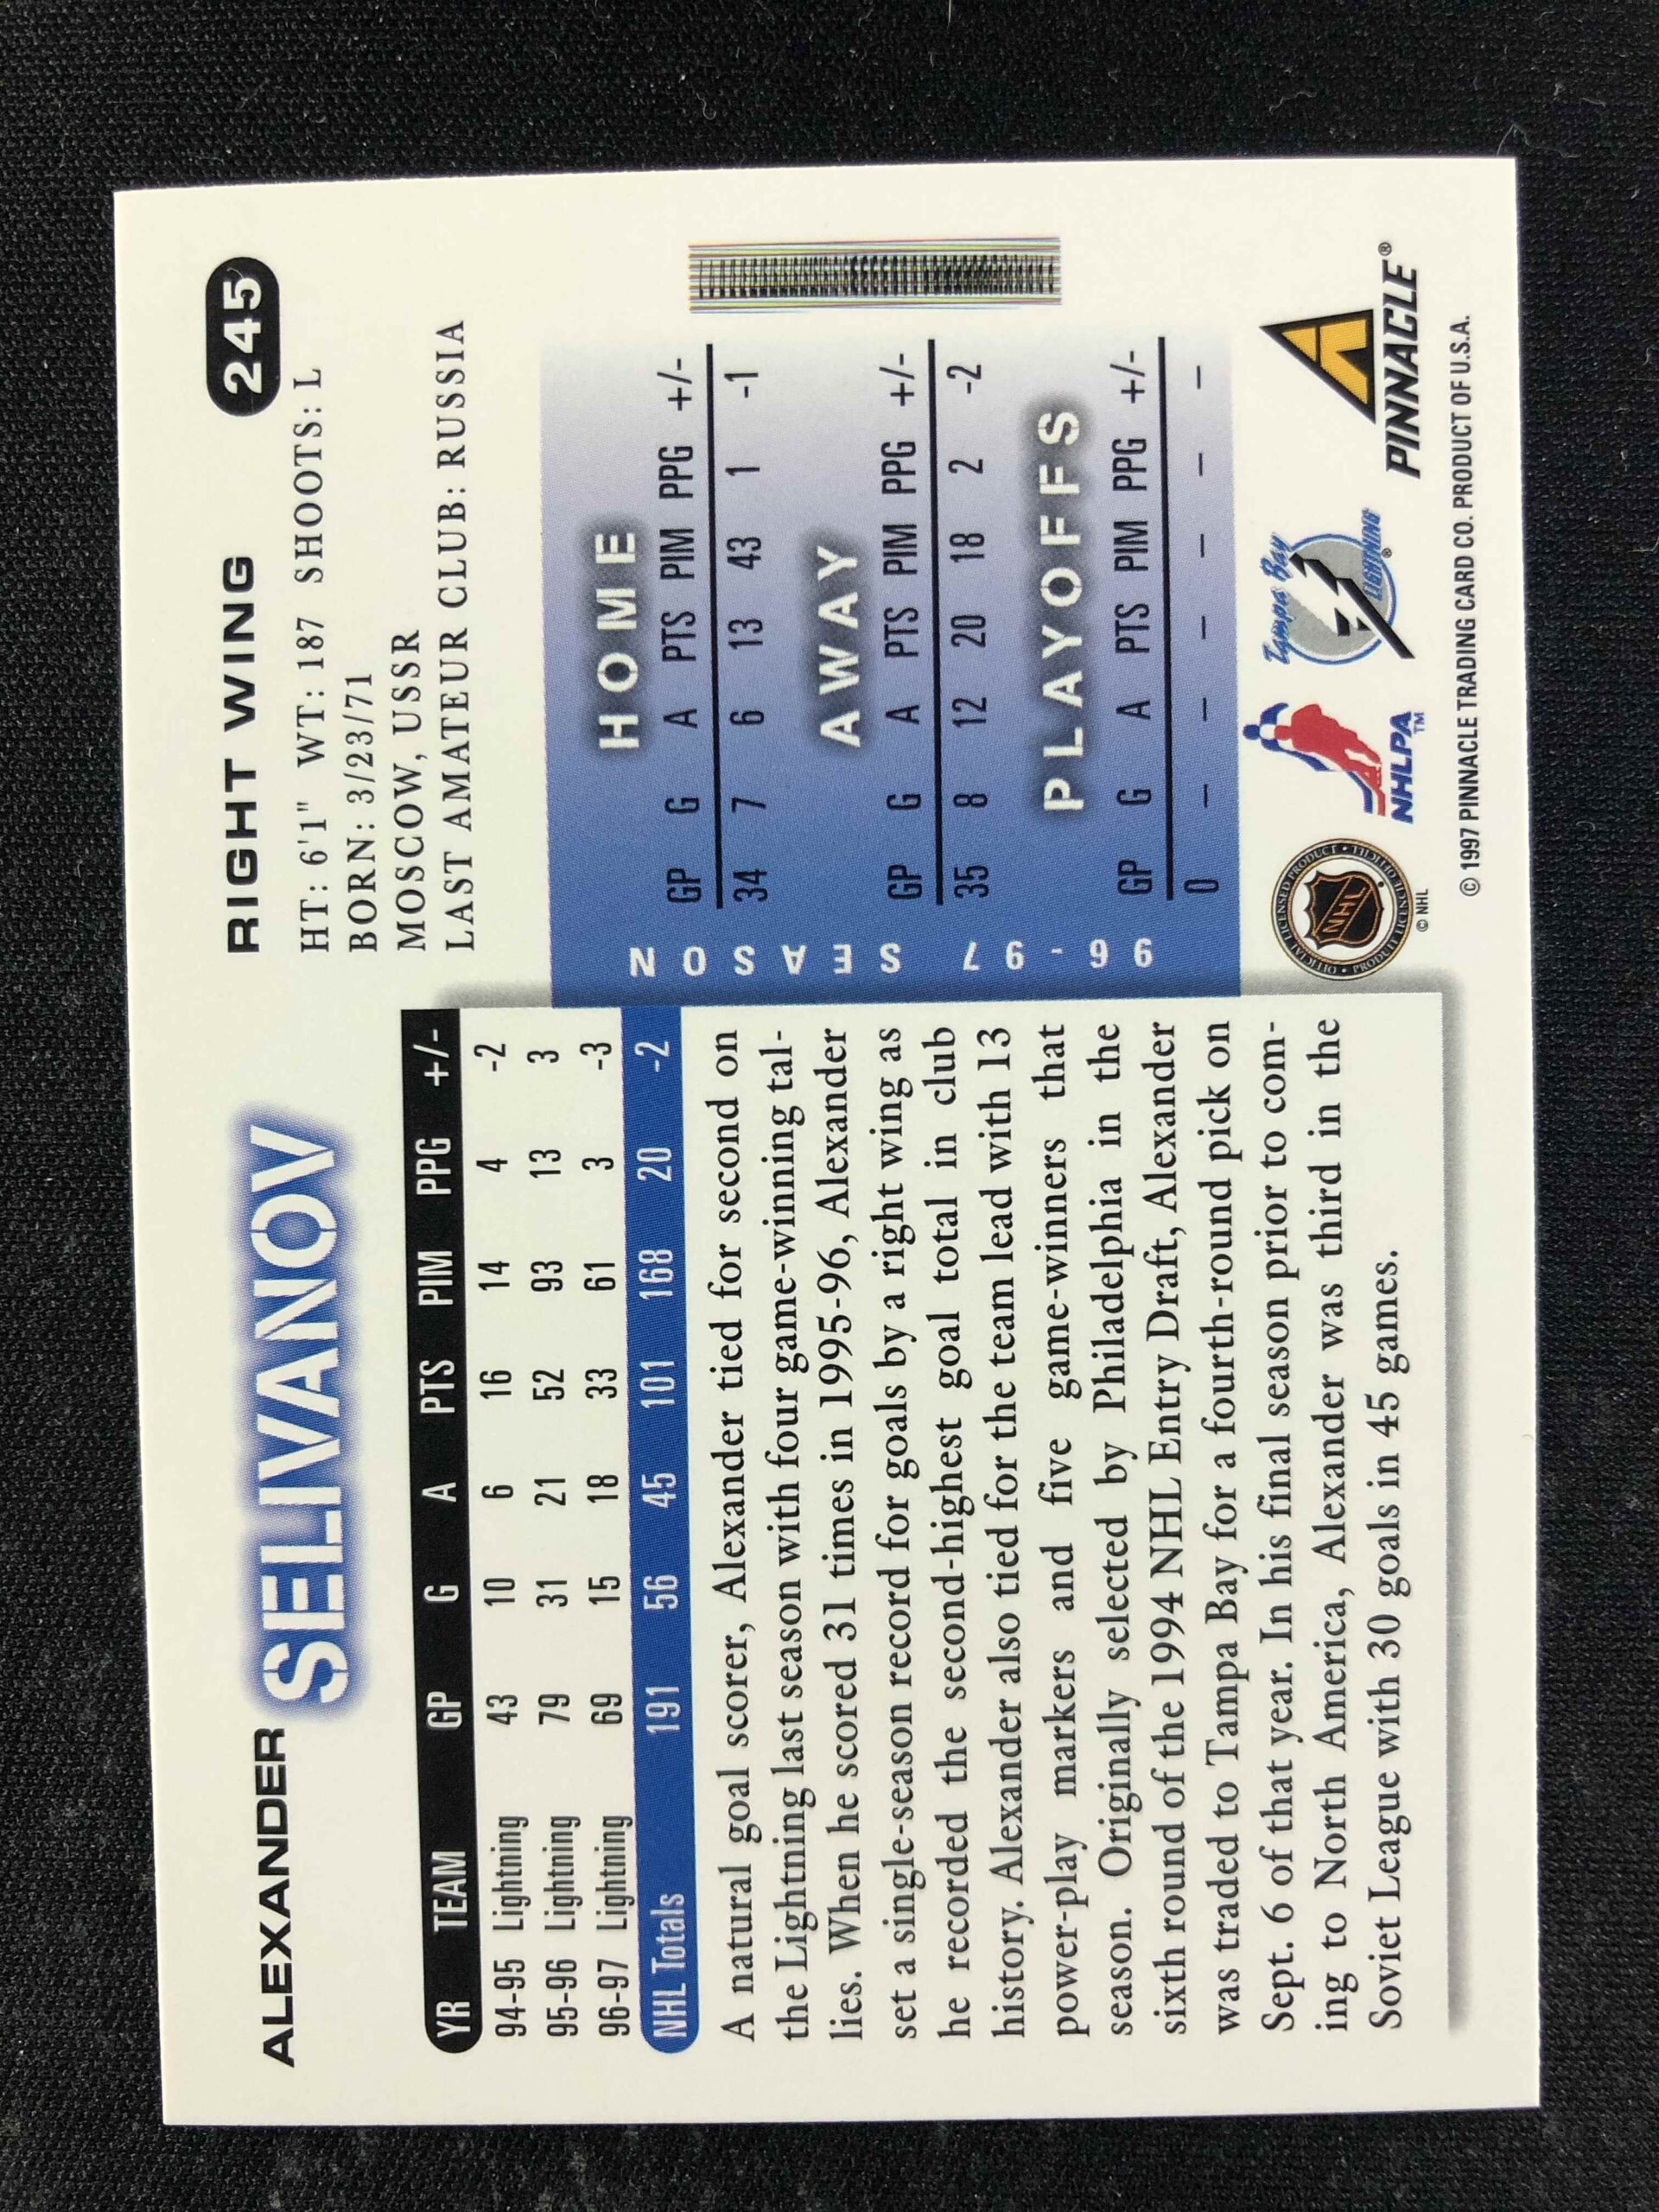 ALEXANDER
SELIVANOV
RIGHT WING 245
HT: 6'1" WT: 187 SHOOTS: L
BORN: 3/23/71
MOSCOW, USSR
LAST AMATEUR CLUB: RUSSIA
YR TEAM GP G A PTS PIM PPG +/-
94-95 Lightning 43 10 6 16 14 4 -2
95-96 Lightning 79 31 21 52 93 13 3
96-97 Lightning 69 15 18 33 61 3 -3
NHL Totals 191 56 45 101 168 20 -2
A natural goal scorer, Alexander tied for second on
the Lightning last season with four game-winning tal-
lies. When he scored 31 times in 1995-96, Alexander
set a single-season record for goals by a right wing as
he recorded the second-highest goal total in club
history. Alexander also tied for the team lead with 13
power-play markers and five game-winners that
season. Originally selected by Philadelphia in the
sixth round of the 1994 NHL Entry Draft, Alexander
was traded to Tampa Bay for a fourth-round pick on
Sept. 6 of that year. In his final season prior to com-
ing to North America, Alexander was third in the
Soviet League with 30 goals in 45 games.
96-97 SEASON
HOME
GP G A PTS PIM PPG +/-
34 7 6 13 43 1 -1
AWAY
GP G A PTS PIM PPG +/-
35 8 12 20 18 2 -2
PLAYOFFS
GP G A PTS PIM PPG +/-
0 – – – – – –
OFFICIAL LICENSED PRODUCT • OFFICIAL LICENSED PRODUCT •
NHL
© NHL
NHLPA™
Tampa Bay
LIGHTNING®
PINNACLE®
© 1997 PINNACLE TRADING CARD CO. PRODUCT OF U.S.A.